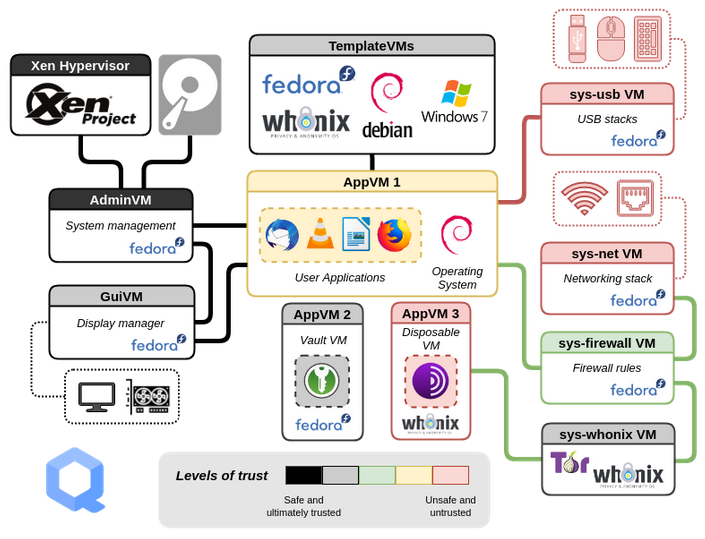 Xen Hypervisor
Xen
Project
TemplateVMs
fedora
whonix
PRIVACY & ANONYMITY OS
debian
Windows 7
sys-usb VM
USB stacks
fedora
AdminVM
System management
fedora
AppVM 1
User Applications
Operating
System
sys-net VM
Networking stack
fedora
GuiVM
Display manager
fedora
AppVM 2
Vault VM
fedora
AppVM 3
Disposable
VM
whonix
sys-firewall VM
Firewall rules
fedora
sys-whonix VM
Tor
whonix
Levels of trust
Safe and
ultimately trusted
Unsafe and
untrusted